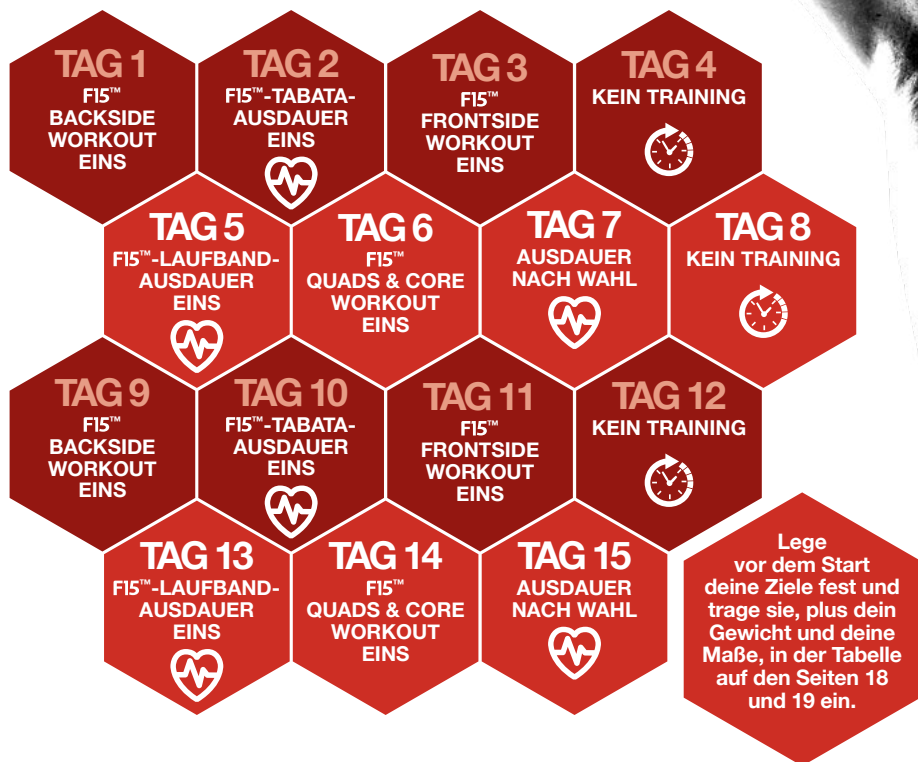 TAG 1
F15™
BACKSIDE
WORKOUT
EINS
TAG 2
F15™-TABATA-
AUSDAUER
EINS
TAG 3
F15™
FRONTSIDE
WORKOUT
EINS
TAG 4
KEIN TRAINING
TAG 5
F15™-LAUFBAND-
AUSDAUER
EINS
TAG 6
F15™
QUADS & CORE
WORKOUT
EINS
TAG 7
AUSDAUER
NACH WAHL
TAG 8
KEIN TRAINING
TAG 9
F15™
BACKSIDE
WORKOUT
EINS
TAG 10
F15™-TABATA-
AUSDAUER
EINS
TAG 11
F15™
FRONTSIDE
WORKOUT
EINS
TAG 12
KEIN TRAINING
TAG 13
F15™-LAUFBAND-
AUSDAUER
EINS
TAG 14
F15™
QUADS & CORE
WORKOUT
EINS
TAG 15
AUSDAUER
NACH WAHL
Lege
vor dem Start
deine Ziele fest und
trage sie, plus dein
Gewicht und deine
Maße, in der Tabelle
auf den Seiten 18
und 19 ein.